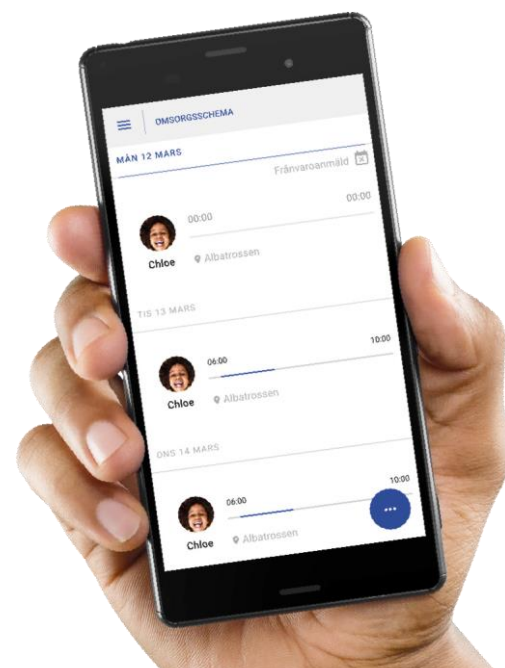 OMSORGSSCHEMA
MÅN 12 MARS
Frånvaroanmäld
00:00 00:00
Chloe Albatrossen
TIS 13 MARS
06:00 10:00
Chloe Albatrossen
ONS 14 MARS
06:00 10:00
Chloe Albatrossen